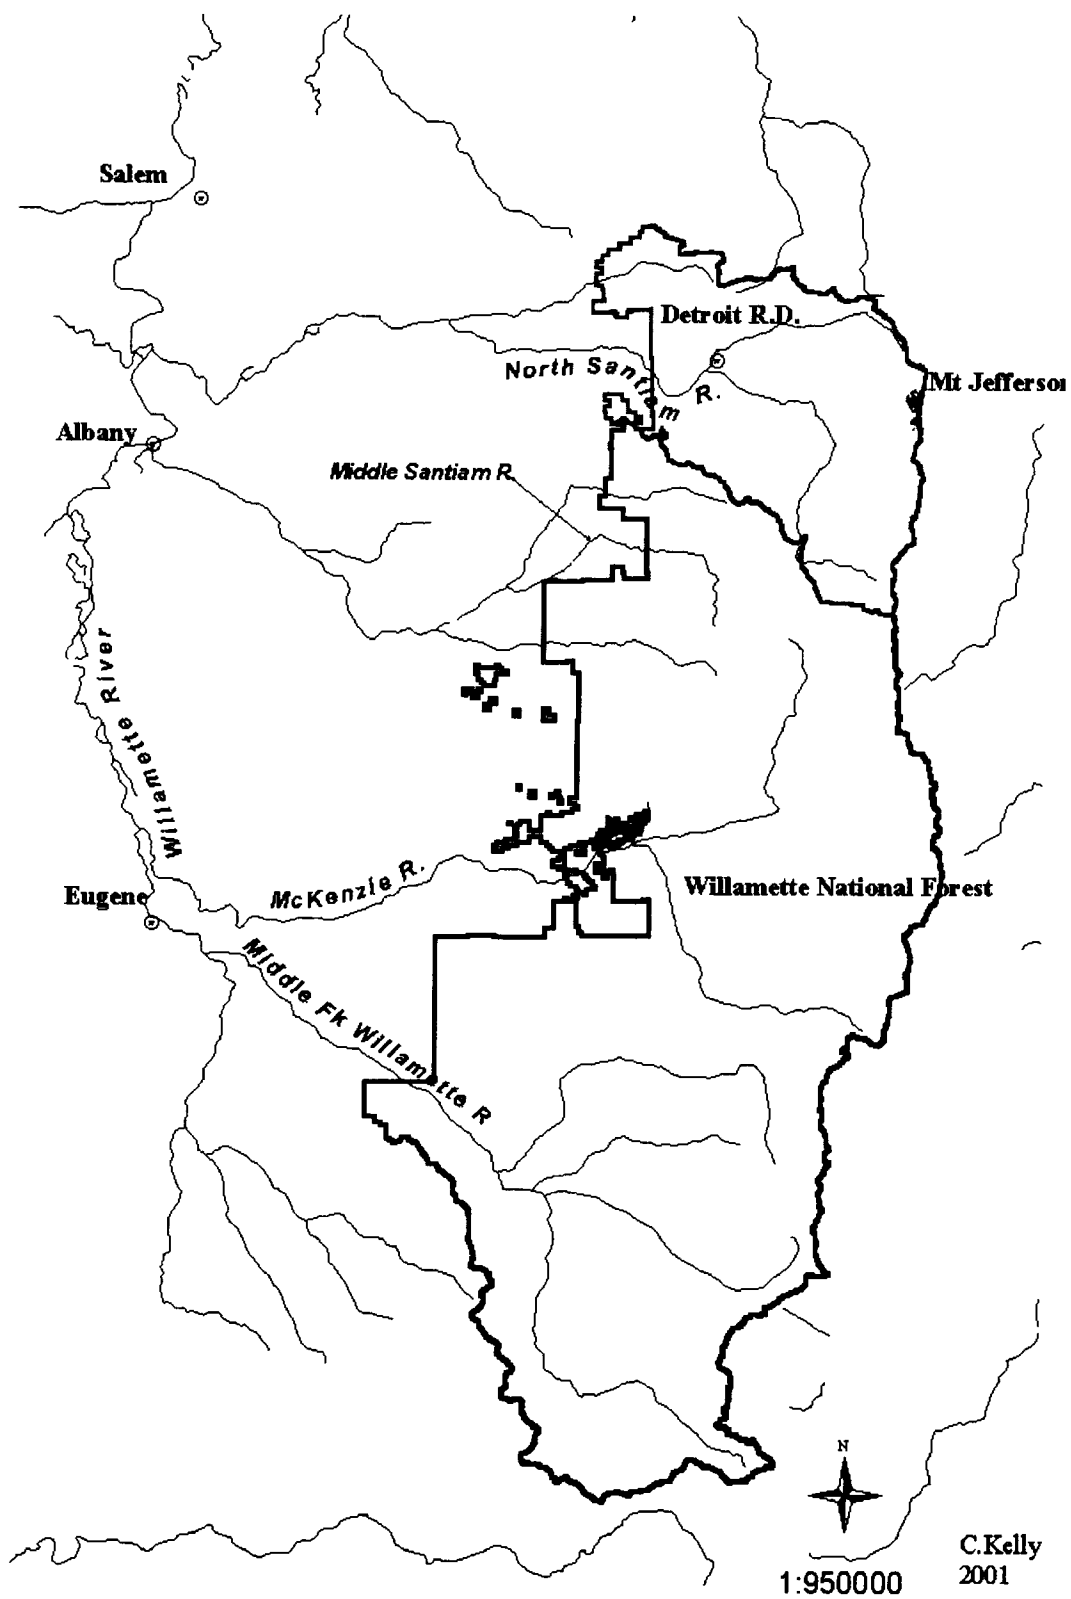 Salem
Detroit R.D.
North Santiam R.
Mt Jefferson
Albany
Middle Santiam R.
Willamette River
McKenzie R.
Willamette National Forest
Eugene
Middle Fk Willamette R
N
C.Kelly
2001
1:950000